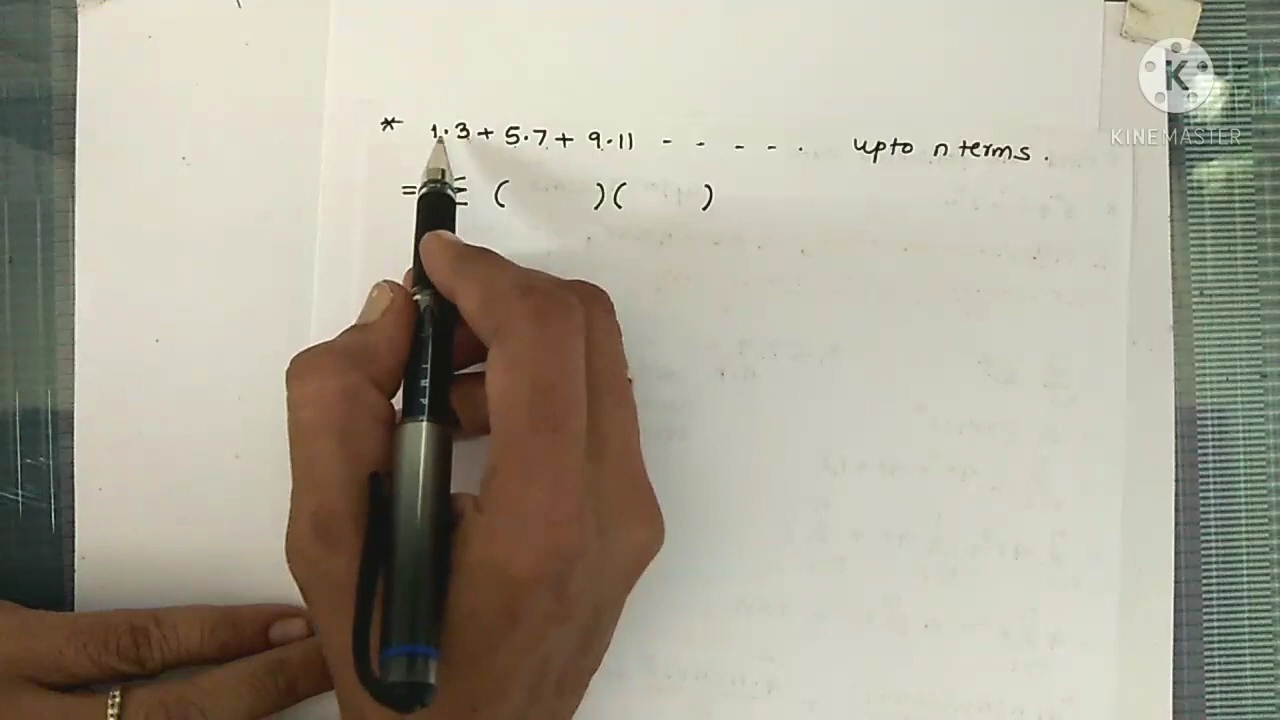 * 1.3 + 5.7 + 9.11 - - - - . upto n terms.
= Σ ( ) ( )
K
KINEMASTER